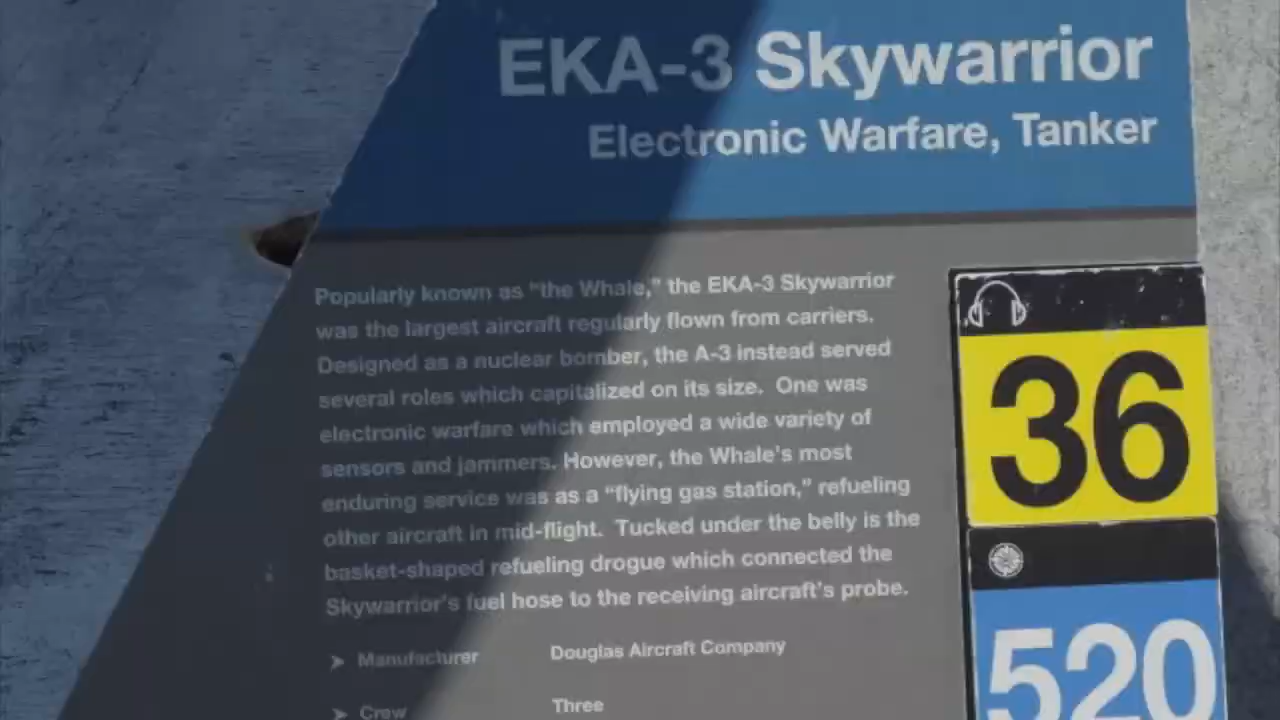 EKA-3 Skywarrior
Electronic Warfare, Tanker
Popularly known as “the Whale,” the EKA-3 Skywarrior
was the largest aircraft regularly flown from carriers.
Designed as a nuclear bomber, the A-3 instead served
several roles which capitalized on its size.  One was
electronic warfare which employed a wide variety of
sensors and jammers. However, the Whale’s most
enduring service was as a “flying gas station,” refueling
other aircraft in mid-flight.  Tucked under the belly is the
basket-shaped refueling drogue which connected the
Skywarrior’s fuel hose to the receiving aircraft’s probe.
➤ Manufacturer Douglas Aircraft Company
➤ Crew Three
36
520